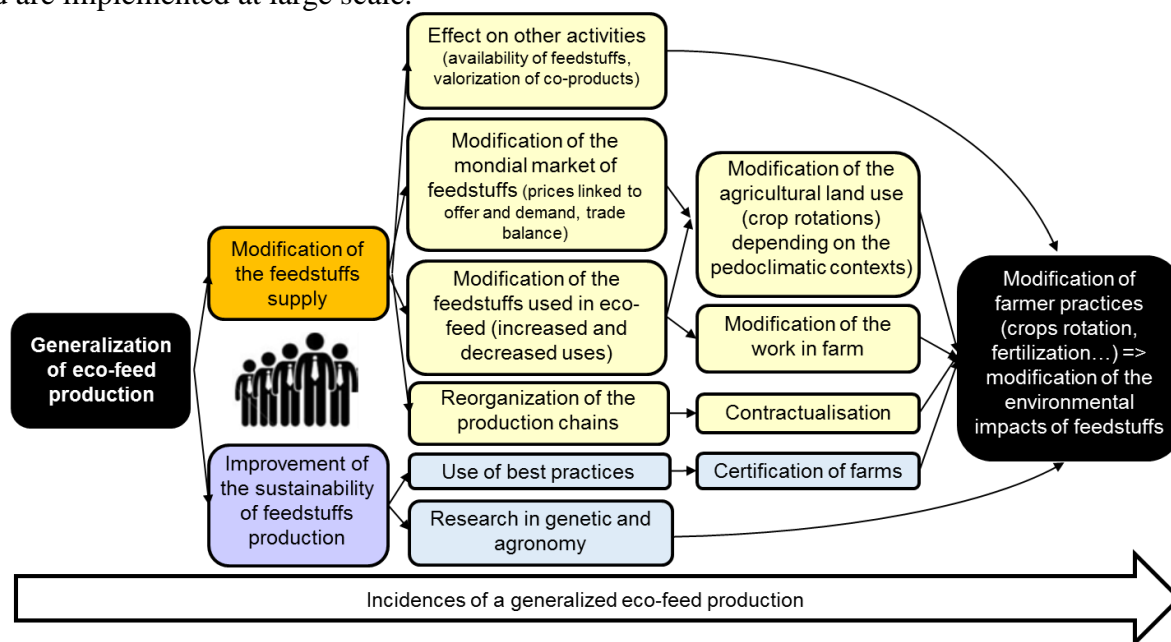 are implemented at large scale.
Effect on other activities
(availability of feedstuffs,
valorization of co-products)
Modification of the
mondial market of
feedstuffs (prices linked to
offer and demand, trade
balance)
Modification of the
agricultural land use
(crop rotations)
depending on the
pedoclimatic contexts)
Modification of
the feedstuffs
supply
Modification of the
feedstuffs used in eco-
feed (increased and
decreased uses)
Modification of
farmer practices
(crops rotation,
fertilization…) =>
modification of the
environmental
impacts of feedstuffs
Generalization
of eco-feed
production
Modification of the
work in farm
Reorganization of the
production chains
Contractualisation
Improvement of
the sustainability
of feedstuffs
production
Use of best practices
Certification of farms
Research in genetic and
agronomy
Incidences of a generalized eco-feed production